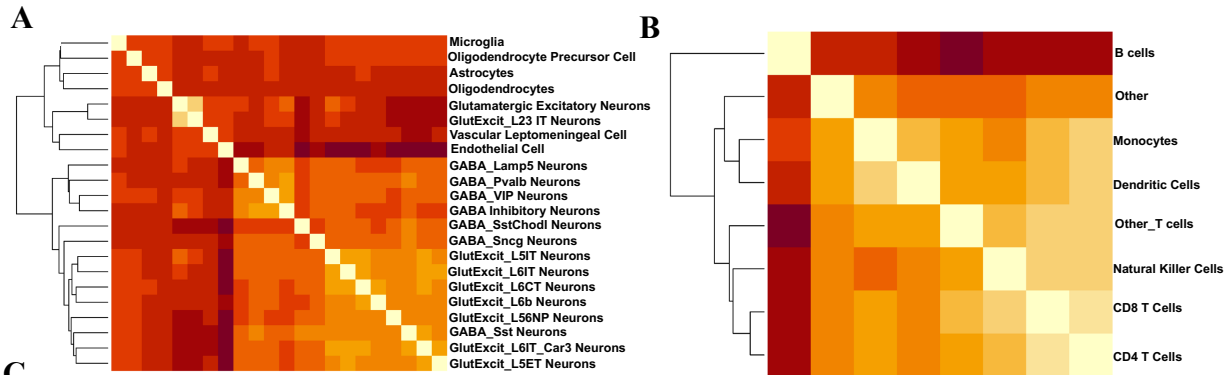 A
Microglia
Oligodendrocyte Precursor Cell
Astrocytes
Oligodendrocytes
Glutamatergic Excitatory Neurons
GlutExcit_L23 IT Neurons
Vascular Leptomeningeal Cell
Endothelial Cell
GABA_Lamp5 Neurons
GABA_Pvalb Neurons
GABA_VIP Neurons
GABA Inhibitory Neurons
GABA_SstChodl Neurons
GABA_Sncg Neurons
GlutExcit_L5IT Neurons
GlutExcit_L6IT Neurons
GlutExcit_L6CT Neurons
GlutExcit_L6b Neurons
GlutExcit_L56NP Neurons
GABA_Sst Neurons
GlutExcit_L6IT_Car3 Neurons
GlutExcit_L5ET Neurons
B
B cells
Other
Monocytes
Dendritic Cells
Other_T cells
Natural Killer Cells
CD8 T Cells
CD4 T Cells
C